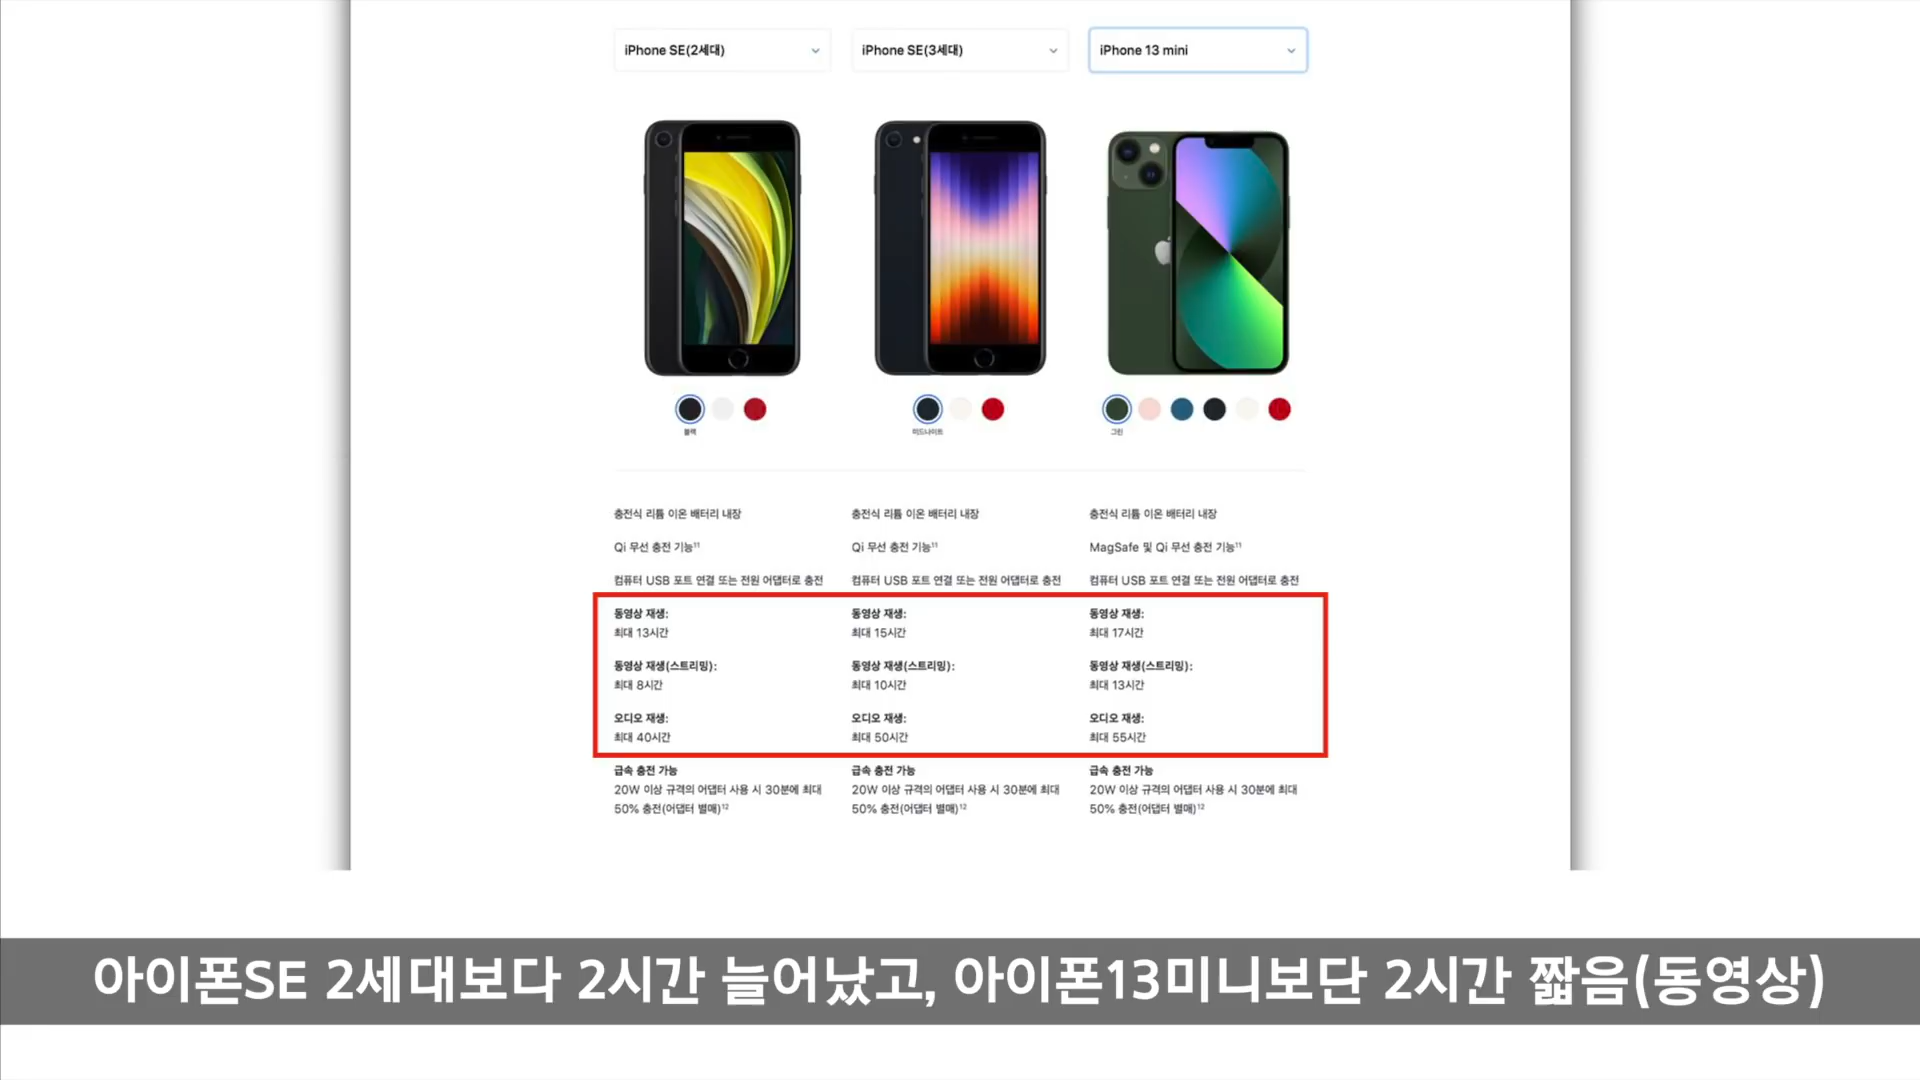 iPhone SE(2세대)
iPhone SE(3세대)
iPhone 13 mini
블랙
미드나이트
그린
충전식 리튬 이온 배터리 내장
충전식 리튬 이온 배터리 내장
충전식 리튬 이온 배터리 내장
Qi 무선 충전 기능¹¹
Qi 무선 충전 기능¹¹
MagSafe 및 Qi 무선 충전 기능¹¹
컴퓨터 USB 포트 연결 또는 전원 어댑터로 충전
컴퓨터 USB 포트 연결 또는 전원 어댑터로 충전
컴퓨터 USB 포트 연결 또는 전원 어댑터로 충전
동영상 재생:
최대 13시간
동영상 재생:
최대 15시간
동영상 재생:
최대 17시간
동영상 재생(스트리밍):
최대 8시간
동영상 재생(스트리밍):
최대 10시간
동영상 재생(스트리밍):
최대 13시간
오디오 재생:
최대 40시간
오디오 재생:
최대 50시간
오디오 재생:
최대 55시간
급속 충전 가능
20W 이상 규격의 어댑터 사용 시 30분에 최대
50% 충전(어댑터 별매)¹²
급속 충전 가능
20W 이상 규격의 어댑터 사용 시 30분에 최대
50% 충전(어댑터 별매)¹²
급속 충전 가능
20W 이상 규격의 어댑터 사용 시 30분에 최대
50% 충전(어댑터 별매)¹²
아이폰SE 2세대보다 2시간 늘어났고, 아이폰13미니보단 2시간 짧음(동영상)